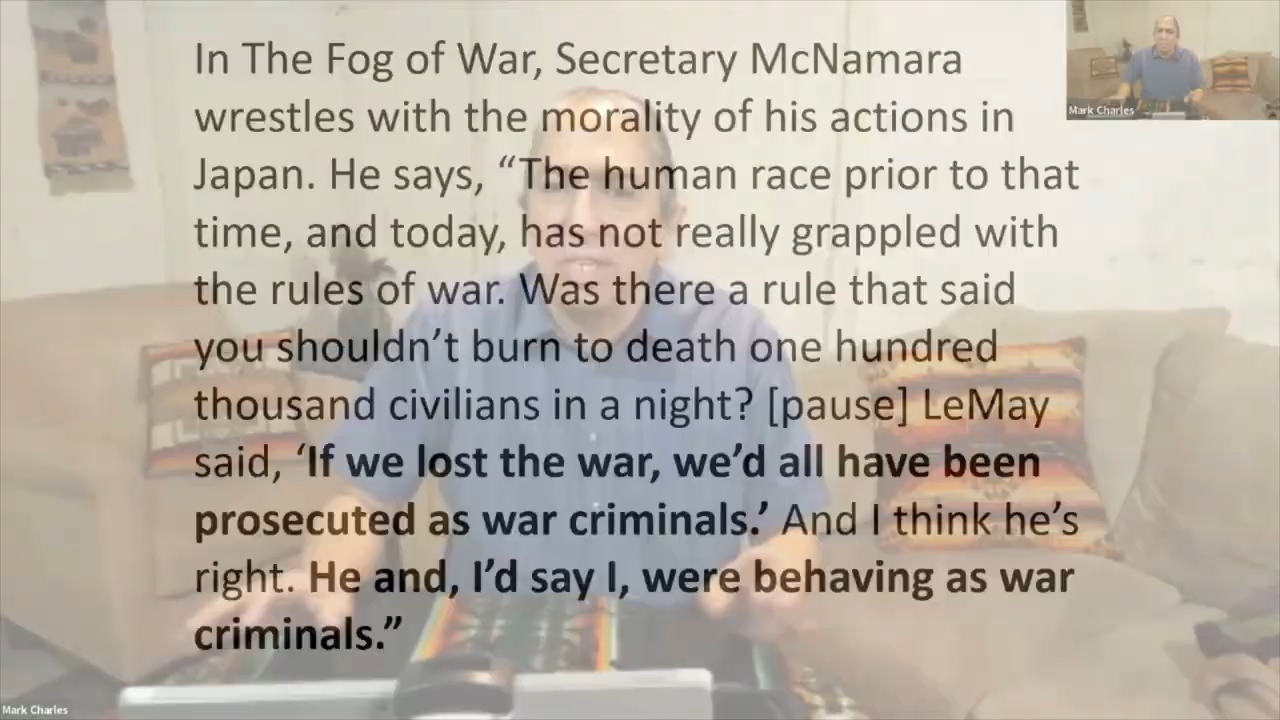 In The Fog of War, Secretary McNamara
wrestles with the morality of his actions in
Japan. He says, “The human race prior to that
time, and today, has not really grappled with
the rules of war. Was there a rule that said
you shouldn’t burn to death one hundred
thousand civilians in a night? [pause] LeMay
said, ‘If we lost the war, we’d all have been
prosecuted as war criminals.’ And I think he’s
right. He and, I’d say I, were behaving as war
criminals.”
Mark Charles
Mark Charles